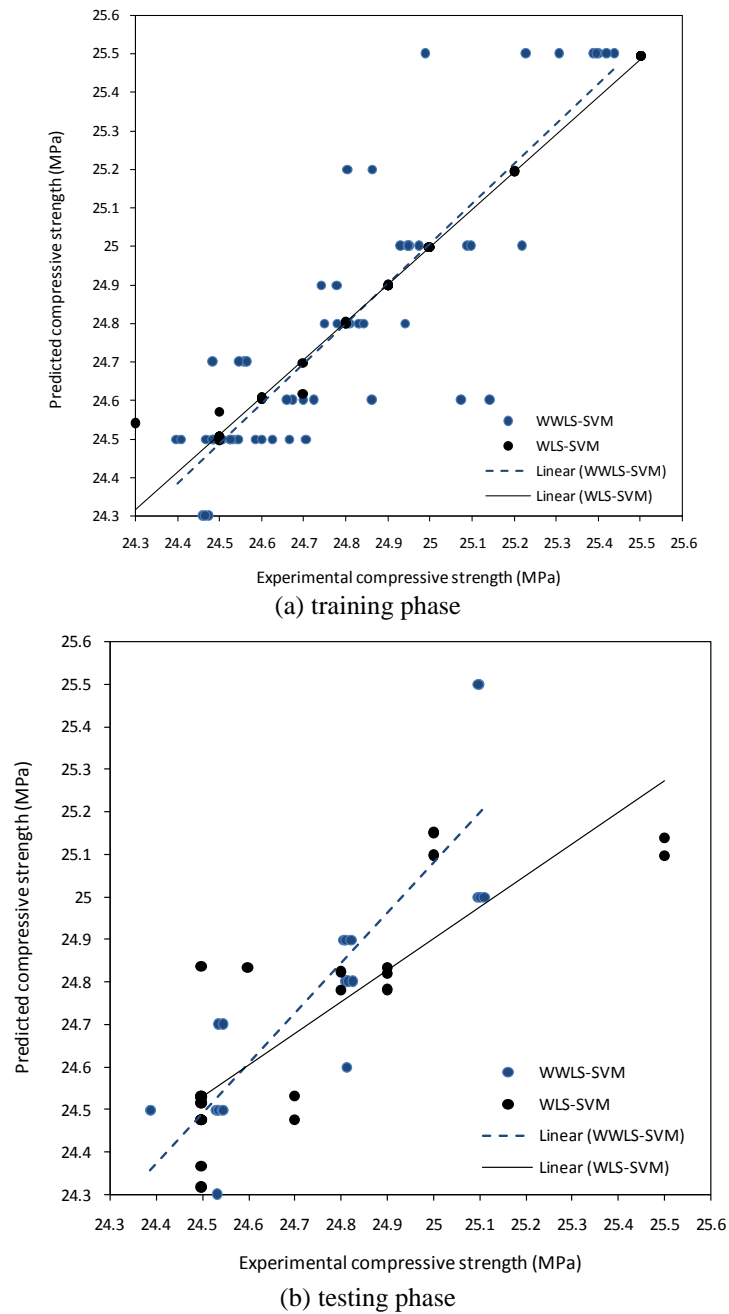 25.6
25.5
25.4
25.3
25.2
25.1
25
24.9
24.8
24.7
24.6
24.5
24.4
24.3
Predicted compressive strength (MPa)
WWLS-SVM
WLS-SVM
Linear (WWLS-SVM)
Linear (WLS-SVM)
24.3 24.4 24.5 24.6 24.7 24.8 24.9 25 25.1 25.2 25.3 25.4 25.5 25.6
Experimental compressive strength (MPa)
(a) training phase
25.6
25.5
25.4
25.3
25.2
25.1
25
24.9
24.8
24.7
24.6
24.5
24.4
24.3
Predicted compressive strength (MPa)
WWLS-SVM
WLS-SVM
Linear (WWLS-SVM)
Linear (WLS-SVM)
24.3 24.4 24.5 24.6 24.7 24.8 24.9 25 25.1 25.2 25.3 25.4 25.5 25.6
Experimental compressive strength (MPa)
(b) testing phase